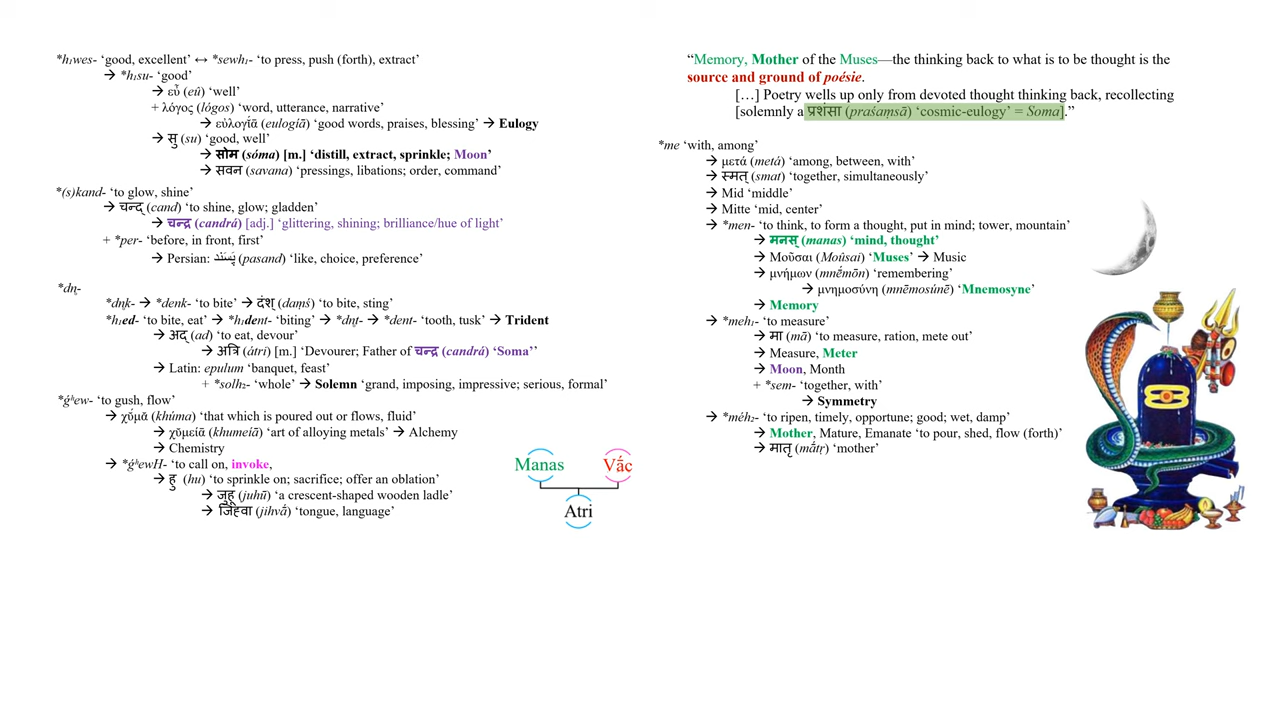 *h₁wes- ‘good, excellent’ ↔ *sewh₁- ‘to press, push (forth), extract’
→ *h₁su- ‘good’
→ εὖ (eû) ‘well’
+ λόγος (lógos) ‘word, utterance, narrative’
→ εὐλογίᾱ (eulogíā) ‘good words, praises, blessing’ → Eulogy
→ सु (su) ‘good, well’
→ सोम (sóma) [m.] ‘distill, extract, sprinkle; Moon’
→ सवन (savana) ‘pressings, libations; order, command’
*(s)kand- ‘to glow, shine’
→ चन्द् (cand) ‘to shine, glow; gladden’
→ चन्द्र (candrá) [adj.] ‘glittering, shining; brilliance/hue of light’
+ *per- ‘before, in front, first’
→ Persian: پسند (pasand) ‘like, choice, preference’
*dn̥-
*dn̥k- → *denk- ‘to bite’ → दंश् (daṃś) ‘to bite, sting’
*h₁ed- ‘to bite, eat’ → *h₁dent- ‘biting’ → *dn̥t- → *dent- ‘tooth, tusk’ → Trident
→ अद् (ad) ‘to eat, devour’
→ अत्रि (átri) [m.] ‘Devourer; Father of चन्द्र (candrá) ‘Soma’’
→ Latin: epulum ‘banquet, feast’
+ *solh₂- ‘whole’ → Solemn ‘grand, imposing, impressive; serious, formal’
*ǵʰew- ‘to gush, flow’
→ χύμᾰ (khúma) ‘that which is poured out or flows, fluid’
→ χῠμείᾱ (khumeíā) ‘art of alloying metals’ → Alchemy
→ Chemistry
→ *ǵʰewH- ‘to call on, invoke,
→ हु (hu) ‘to sprinkle on; sacrifice; offer an oblation’
→ जुहू (juhū) ‘a crescent-shaped wooden ladle’
→ जिह्वा (jihvā́) ‘tongue, language’
Manas
Vā́c
Atri
“Memory, Mother of the Muses—the thinking back to what is to be thought is the
source and ground of poésie.
[…] Poetry wells up only from devoted thought thinking back, recollecting
[solemnly a प्रशंसा (praśaṃsā) ‘cosmic-eulogy’ = Soma].”
*me ‘with, among’
→ μετά (metá) ‘among, between, with’
→ स्मत् (smat) ‘together, simultaneously’
→ Mid ‘middle’
→ Mitte ‘mid, center’
→ *men- ‘to think, to form a thought, put in mind; tower, mountain’
→ मनस् (manas) ‘mind, thought’
→ Μοῦσαι (Moûsai) ‘Muses’ → Music
→ μνήμων (mnḗmōn) ‘remembering’
→ μνημοσύνη (mnēmosúnē) ‘Mnemosyne’
→ Memory
→ *meh₁- ‘to measure’
→ मा (mā) ‘to measure, ration, mete out’
→ Measure, Meter
→ Moon, Month
+ *sem- ‘together, with’
→ Symmetry
→ *méh₂- ‘to ripen, timely, opportune; good; wet, damp’
→ Mother, Mature, Emanate ‘to pour, shed, flow (forth)’
→ मातृ (mā́tṛ) ‘mother’